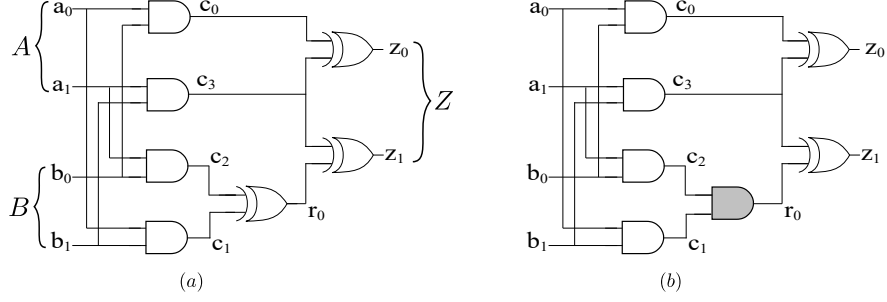 a₀ c₀ a₀ c₀
A z₀ z₀
a₁ c₃ Z a₁ c₃
c₂ z₁ c₂ z₁
b₀ b₀
B r₀ r₀
b₁ c₁ b₁ c₁
(a) (b)